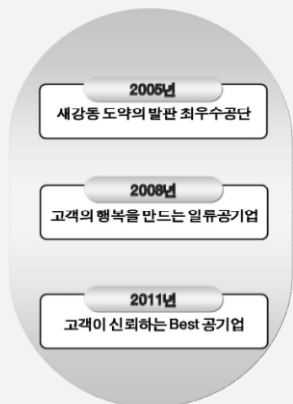 2005년
새강동 도약의 발판 최우수공단
2008년
고객의 행복을 만드는 일류공기업
2011년
고객이 신뢰하는 Best 공기업